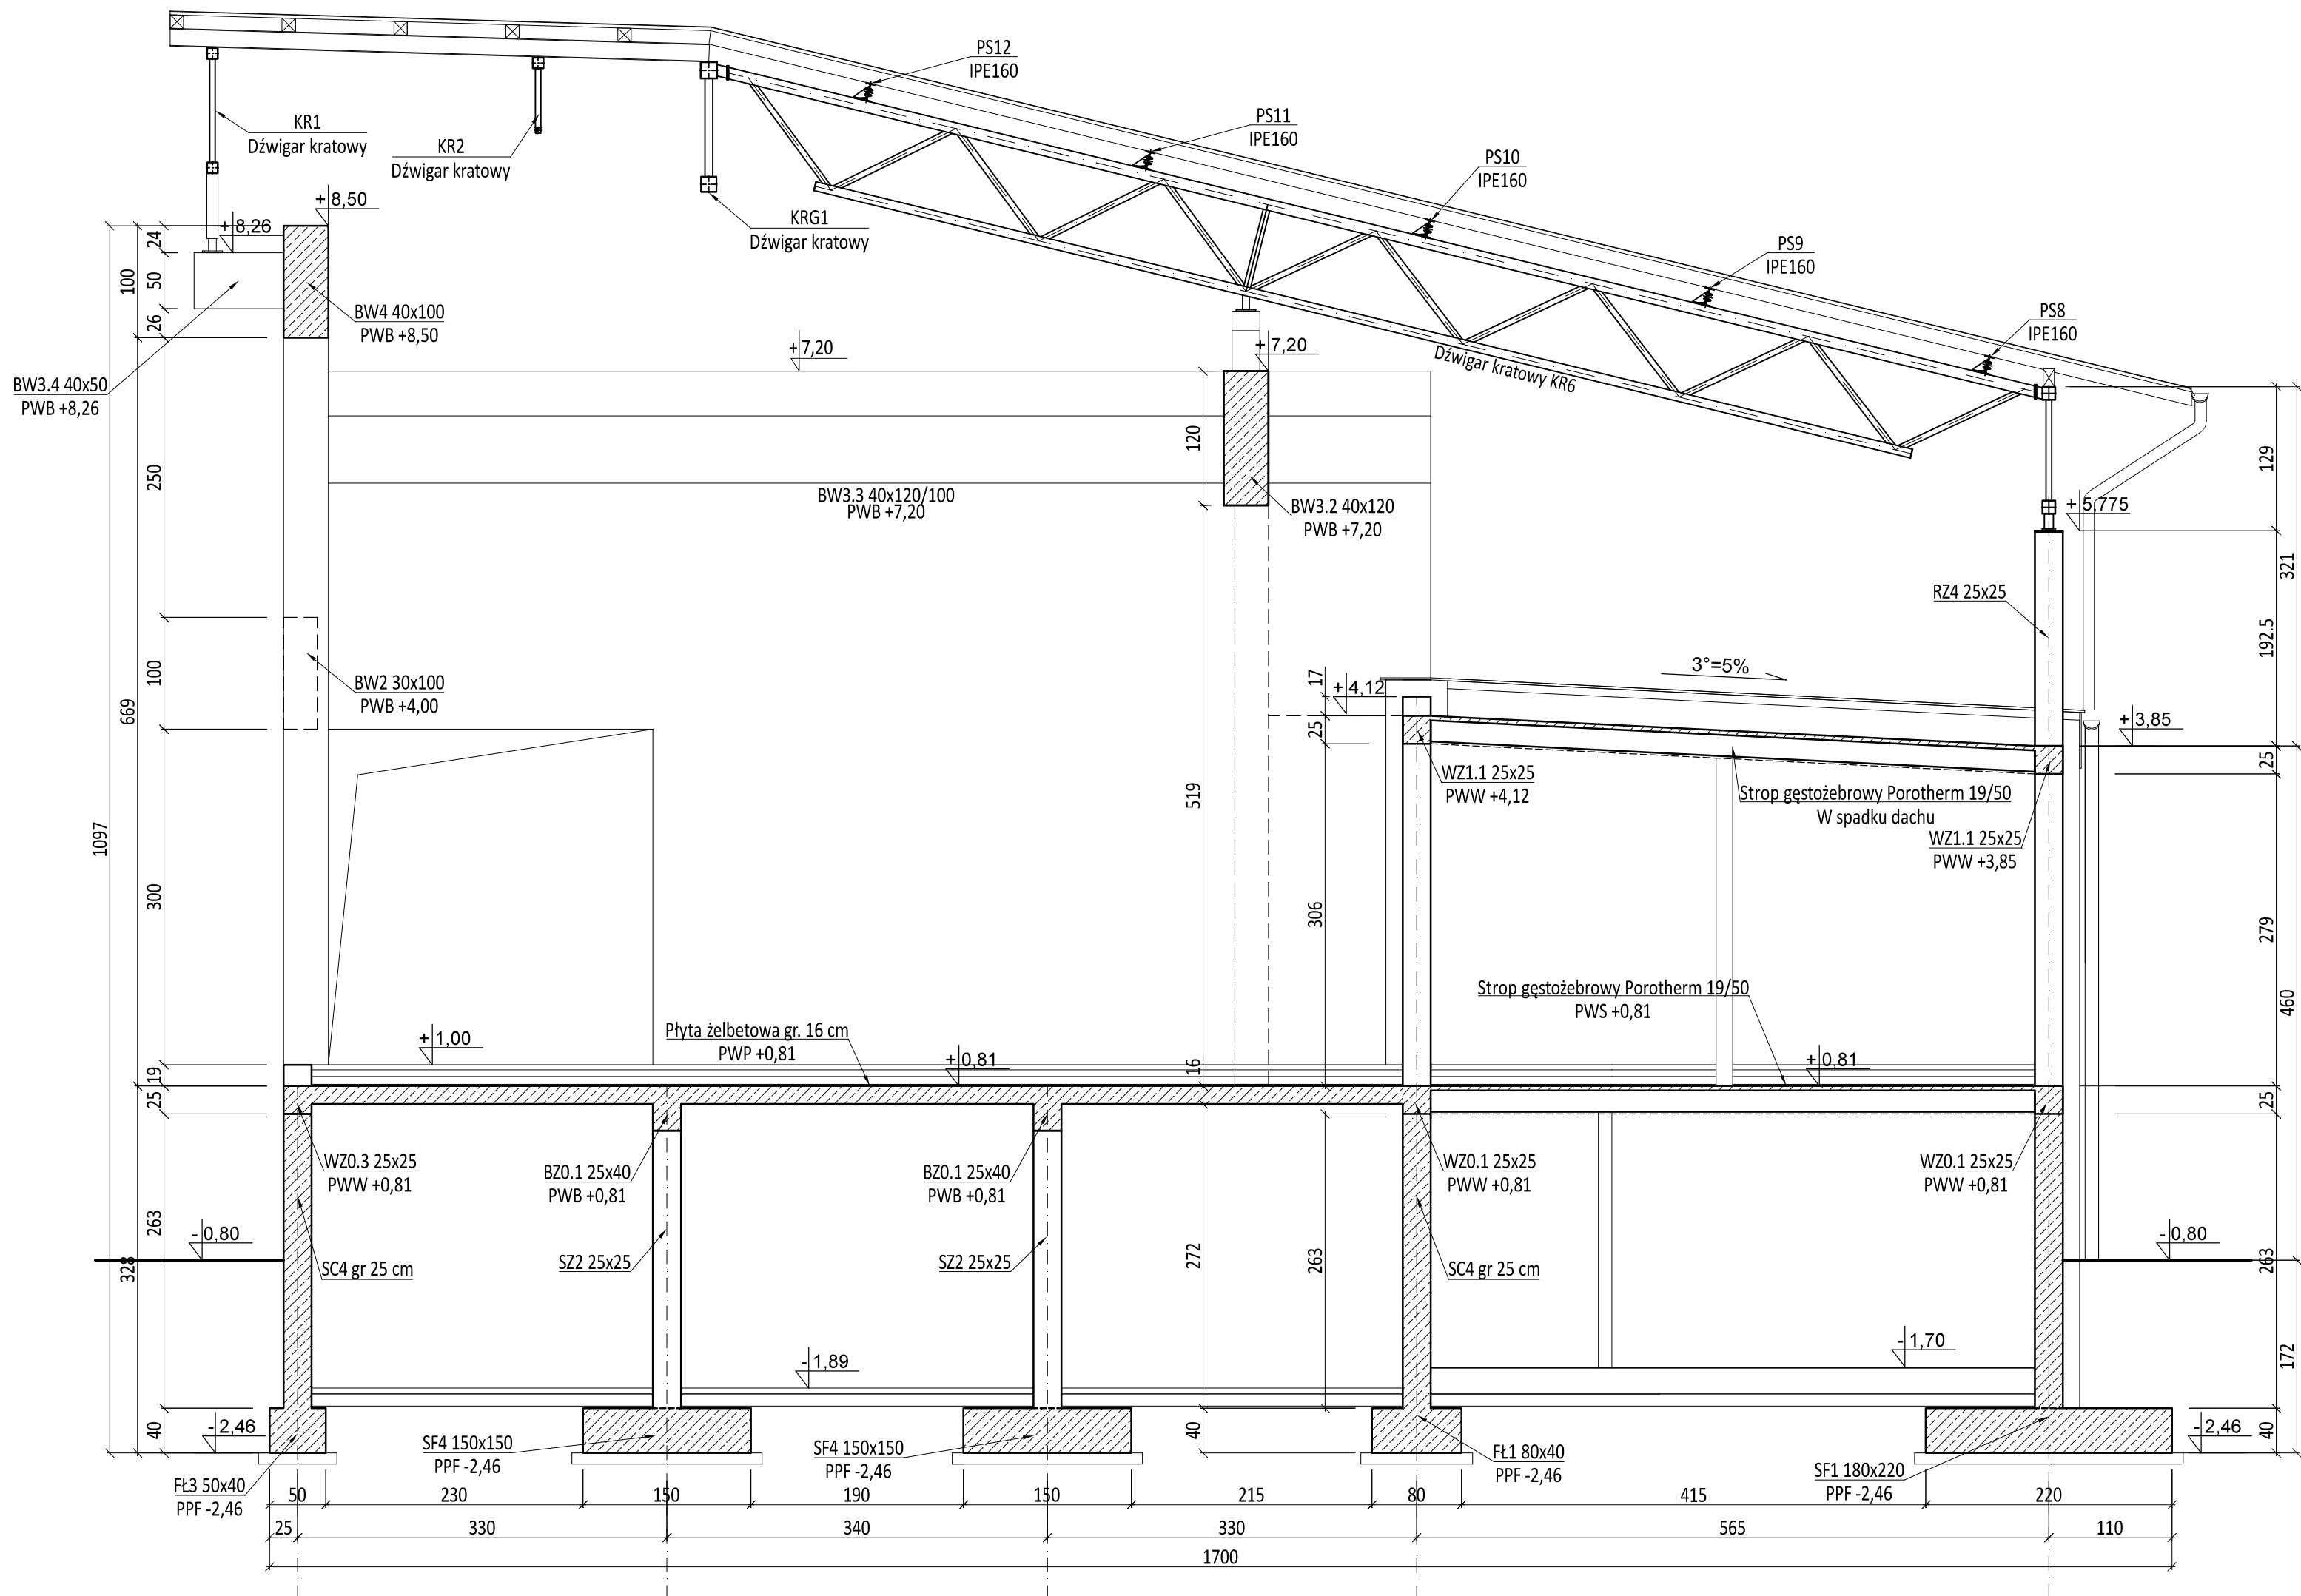 PS12
IPE160
KR1
Dźwigar kratowy
KR2
Dźwigar kratowy
PS11
IPE160
PS10
IPE160
KRG1
Dźwigar kratowy
PS9
IPE160
PS8
IPE160
+8,50
+8,26
24
50
26
100
BW4 40x100
PWB +8,50
BW3.4 40x50
PWB +8,26
+7,20
+7,20
Dźwigar kratowy KR6
120
BW3.3 40x120/100
PWB +7,20
BW3.2 40x120
PWB +7,20
250
129
+5,775
321
RZ4 25x25
192.5
100
BW2 30x100
PWB +4,00
669
17
+4,12
25
3°=5%
+3,85
25
WZ1.1 25x25
PWW +4,12
Strop gęstożebrowy Porotherm 19/50
W spadku dachu
WZ1.1 25x25
PWW +3,85
519
1097
300
306
279
460
Strop gęstożebrowy Porotherm 19/50
PWS +0,81
+1,00
Płyta żelbetowa gr. 16 cm
PWP +0,81
+0,81
16
+0,81
19
25
25
WZ0.3 25x25
PWW +0,81
BZ0.1 25x40
PWB +0,81
BZ0.1 25x40
PWB +0,81
WZ0.1 25x25
PWW +0,81
WZ0.1 25x25
PWW +0,81
263
-0,80
-0,80
328
SC4 gr 25 cm
SZ2 25x25
SZ2 25x25
272
263
SC4 gr 25 cm
263
-1,89
-1,70
172
40
-2,46
40
-2,46
40
SF4 150x150
PPF -2,46
SF4 150x150
PPF -2,46
FŁ1 80x40
PPF -2,46
SF1 180x220
PPF -2,46
FŁ3 50x40
PPF -2,46
50 230 150 190 150 215 80 415 220
25 330 340 330 565 110
1700